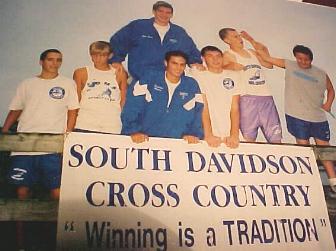 SOUTH DAVIDSON
CROSS COUNTRY
"Winning is a TRADITION"